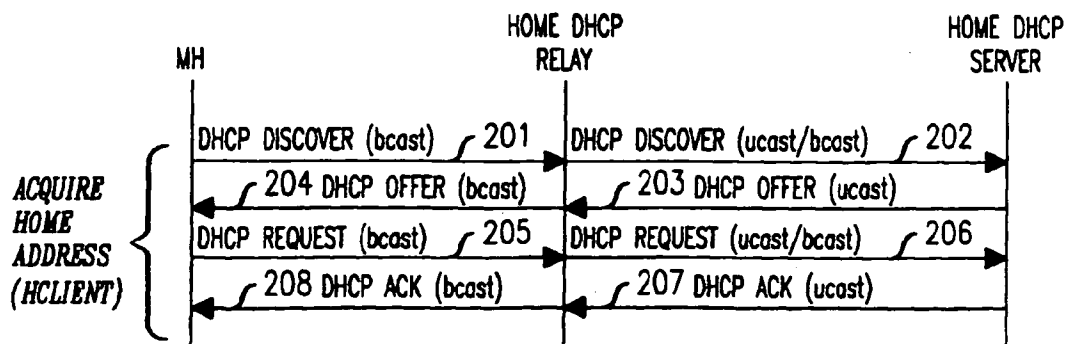 MH
HOME DHCP
RELAY
HOME DHCP
SERVER
ACQUIRE
HOME
ADDRESS
(HCLIENT)
DHCP DISCOVER (bcast) 201
DHCP DISCOVER (ucast/bcast) 202
204 DHCP OFFER (bcast)
203 DHCP OFFER (ucast)
DHCP REQUEST (bcast) 205
DHCP REQUEST (ucast/bcast) 206
208 DHCP ACK (bcast)
207 DHCP ACK (ucast)